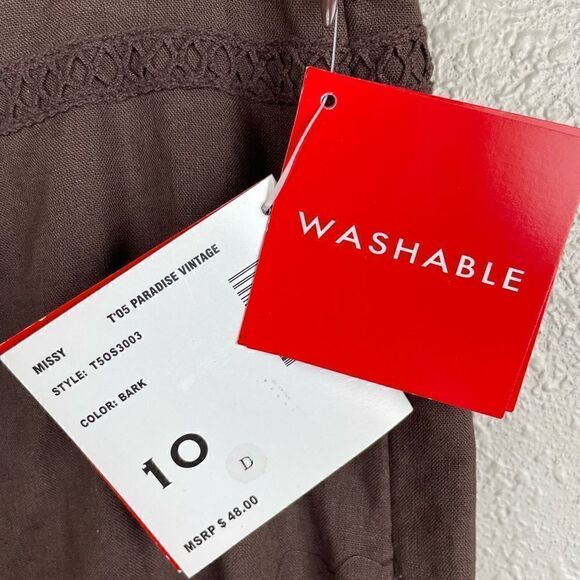 WASHABLE
T'05 PARADISE VINTAGE
MISSY
STYLE: T5OS3003
COLOR: BARK
10
D
MSRP $ 48.00